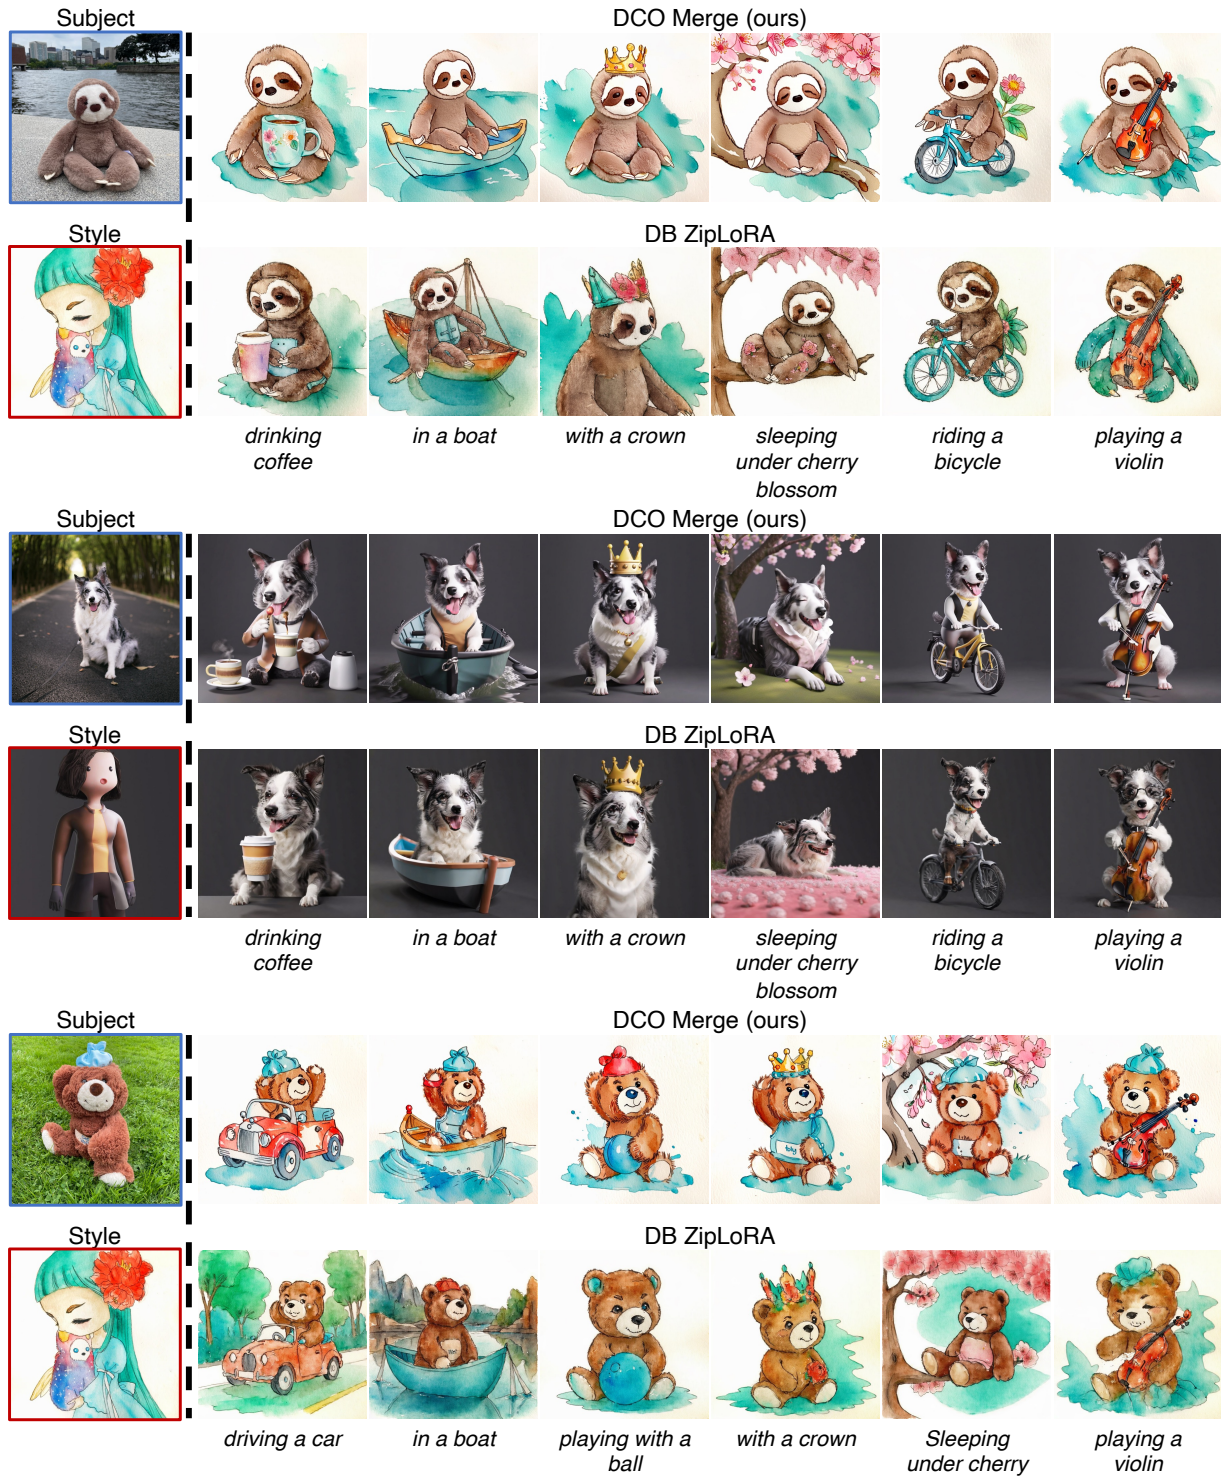 Subject
DCO Merge (ours)
Style
DB ZipLoRA
drinking
coffee
in a boat
with a crown
sleeping
under cherry
blossom
riding a
bicycle
playing a
violin
Subject
DCO Merge (ours)
Style
DB ZipLoRA
drinking
coffee
in a boat
with a crown
sleeping
under cherry
blossom
riding a
bicycle
playing a
violin
Subject
DCO Merge (ours)
Style
DB ZipLoRA
driving a car
in a boat
playing with a
ball
with a crown
Sleeping
under cherry
playing a
violin